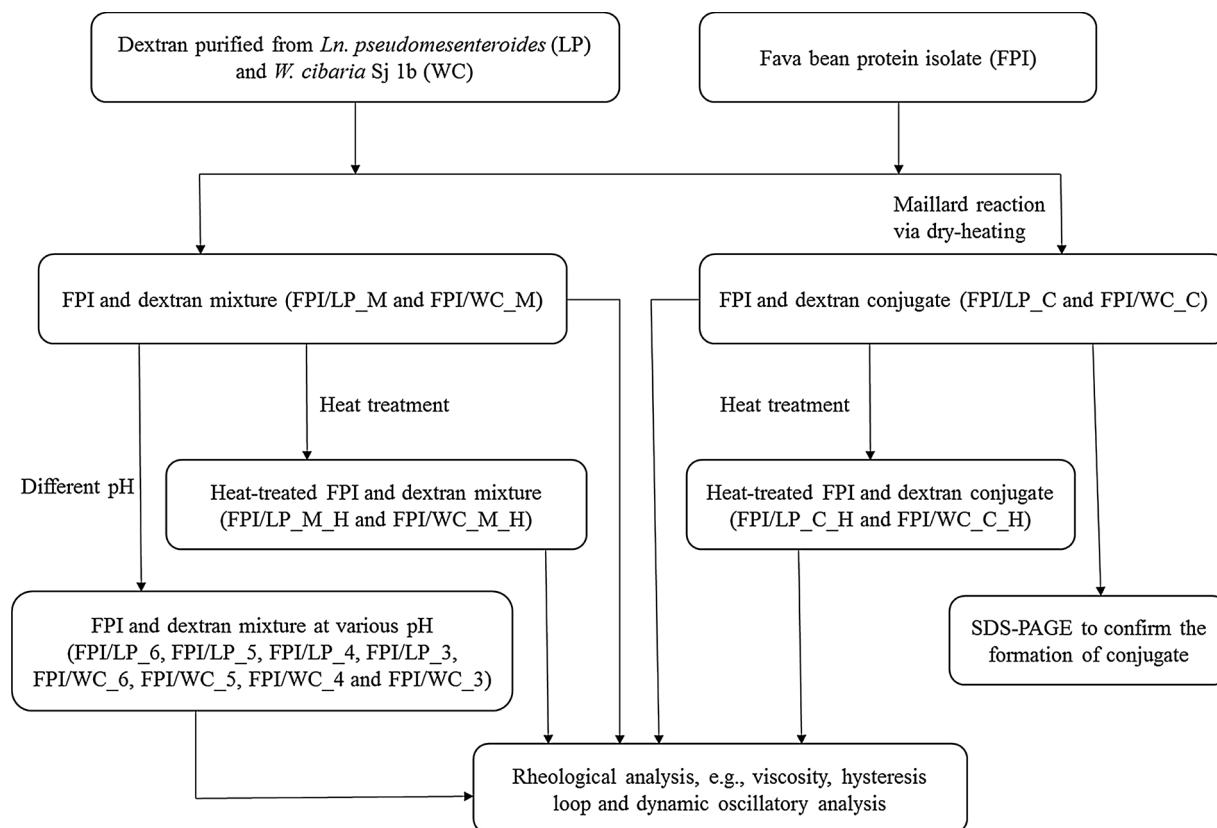 Dextran purified from Ln. pseudomesenteroides (LP)
and W. cibaria Sj 1b (WC)
Fava bean protein isolate (FPI)
Maillard reaction
via dry-heating
FPI and dextran mixture (FPI/LP_M and FPI/WC_M)
FPI and dextran conjugate (FPI/LP_C and FPI/WC_C)
Heat treatment
Heat treatment
Different pH
Heat-treated FPI and dextran mixture
(FPI/LP_M_H and FPI/WC_M_H)
Heat-treated FPI and dextran conjugate
(FPI/LP_C_H and FPI/WC_C_H)
FPI and dextran mixture at various pH
(FPI/LP_6, FPI/LP_5, FPI/LP_4, FPI/LP_3,
FPI/WC_6, FPI/WC_5, FPI/WC_4 and FPI/WC_3)
SDS-PAGE to confirm the
formation of conjugate
Rheological analysis, e.g., viscosity, hysteresis
loop and dynamic oscillatory analysis